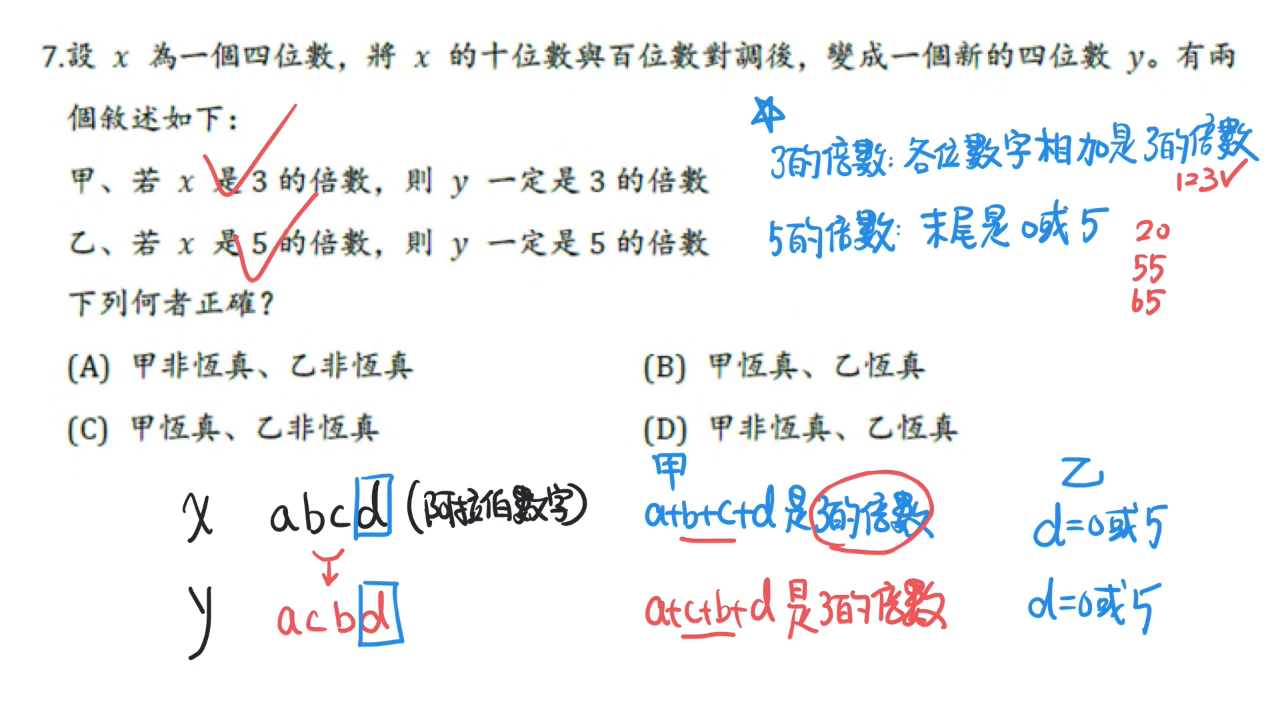 7.設 x 為一個四位數，將 x 的十位數與百位數對調後，變成一個新的四位數 y。有兩
個敘述如下：
甲、若 x 是 3 的倍數，則 y 一定是 3 的倍數
乙、若 x 是 5 的倍數，則 y 一定是 5 的倍數
下列何者正確？
(A) 甲非恆真、乙非恆真
(B) 甲恆真、乙恆真
(C) 甲恆真、乙非恆真
(D) 甲非恆真、乙恆真
3的倍數：各位數字相加是3的倍數
123✓
5的倍數：末尾是0或5
20
55
65
x abcd (阿拉伯數字)
y acbd
甲
a+b+c+d是3的倍數
a+c+b+d是3的倍數
乙
d=0或5
d=0或5